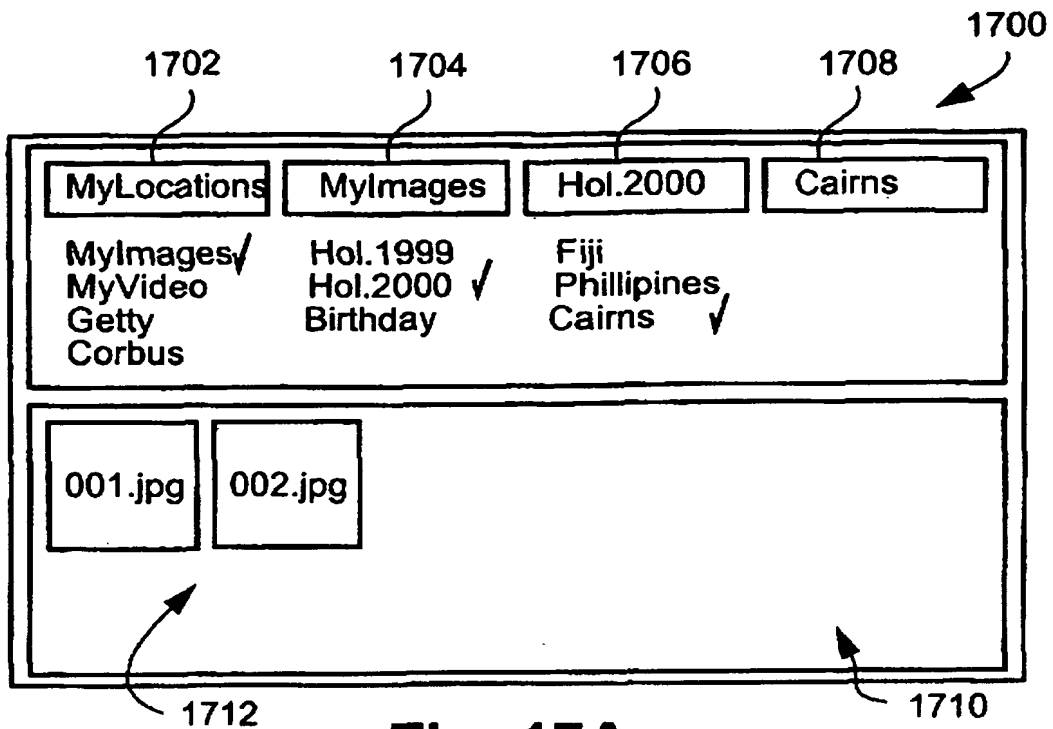 1700
1702 1704 1706 1708
MyLocations MyImages Hol.2000 Cairns
MyImages✓ Hol.1999 Fiji
MyVideo Hol.2000 ✓ Phillipines
Getty Birthday Cairns ✓
Corbus
001.jpg 002.jpg
1712 1710